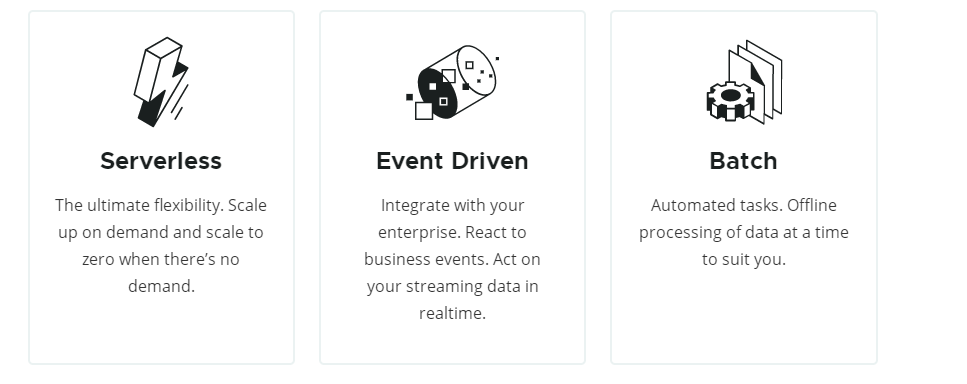 Serverless
The ultimate flexibility. Scale
up on demand and scale to
zero when there’s no
demand.
Event Driven
Integrate with your
enterprise. React to
business events. Act on
your streaming data in
realtime.
Batch
Automated tasks. Offline
processing of data at a time
to suit you.